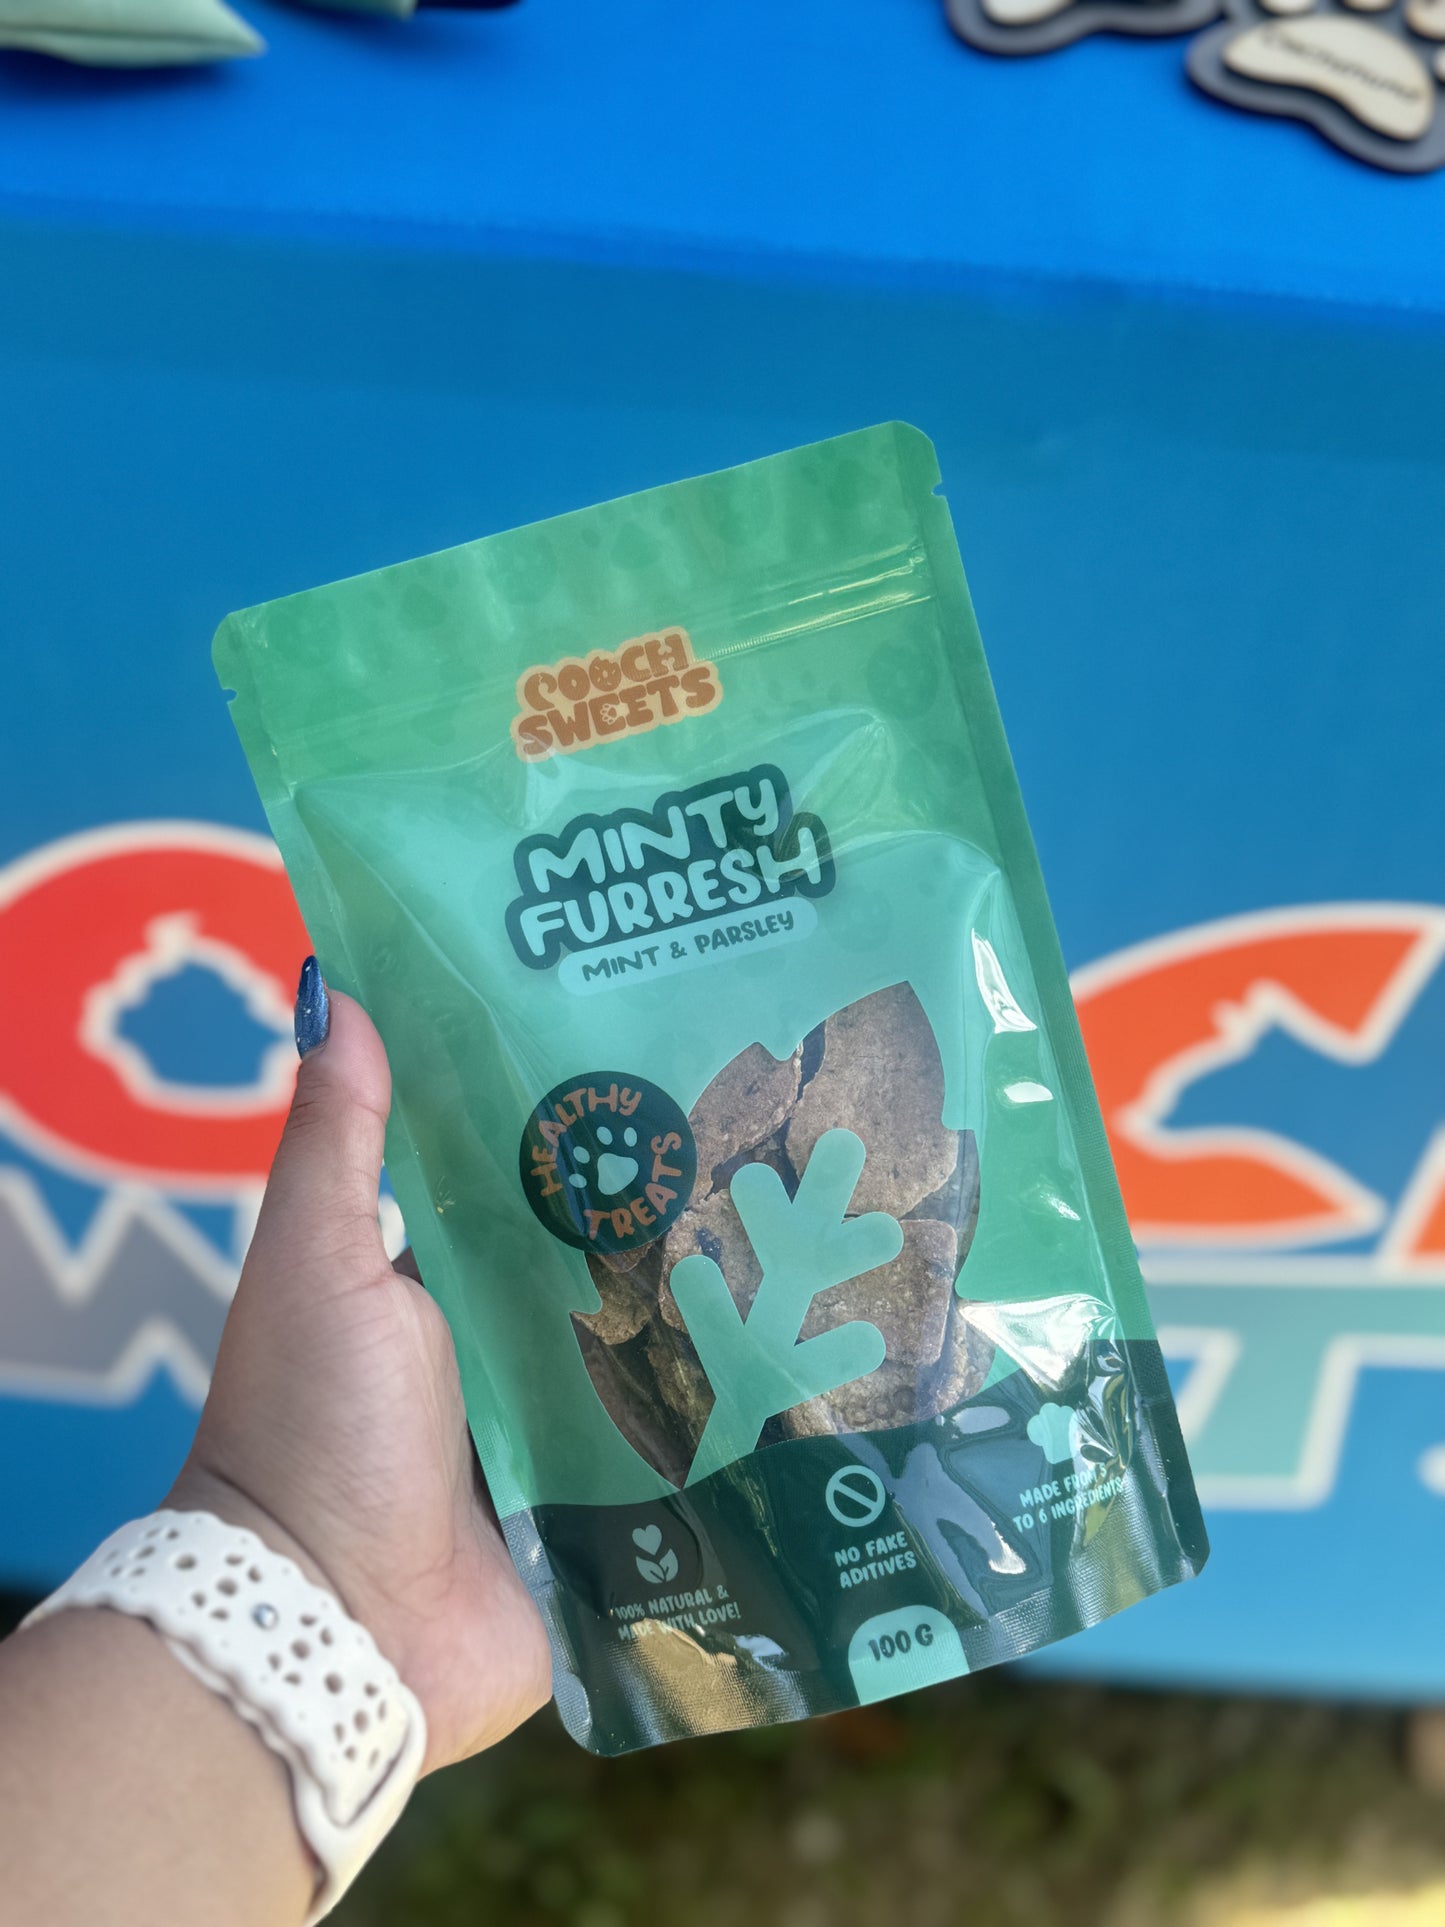 POOCH
SWEETS
MINTY
FURRESH
MINT & PARSLEY
HEALTHY
TREATS
100% NATURAL &
MADE WITH LOVE!
NO FAKE
ADITIVES
MADE FROM 5
TO 6 INGREDIENTS
100 G